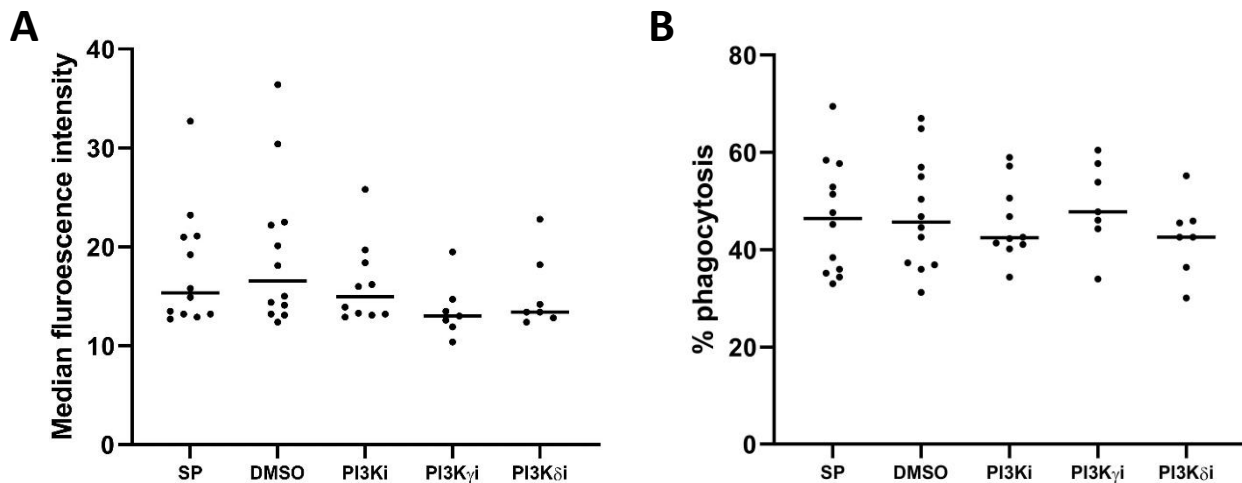 A
Median fluroescence intensity
40
30
20
10
0
SP DMSO PI3Ki PI3Kγi PI3Kδi
B
% phagocytosis
80
60
40
20
0
SP DMSO PI3Ki PI3Kγi PI3Kδi